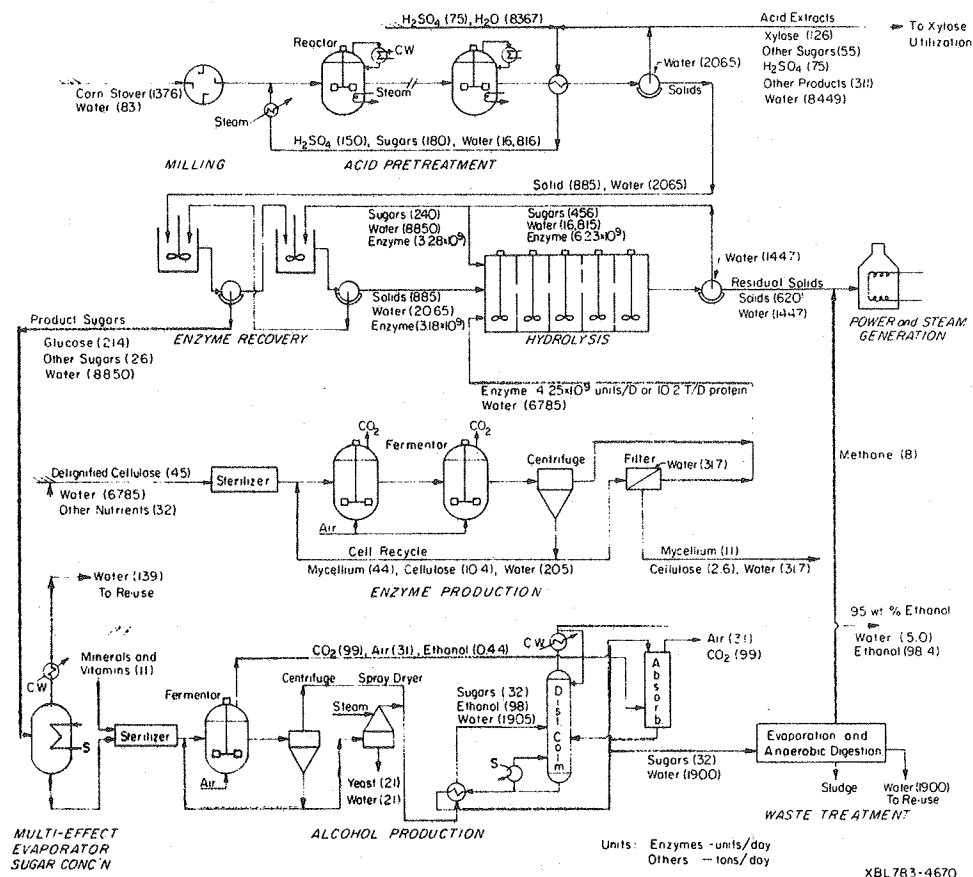 H2SO4 (75), H2O (8367)
Acid Extracts
Xylose (126)
Other Sugars (55)
H2SO4 (75)
Other Products (311)
Water (8449)
To Xylose
Utilization
Reactor
CW
Water (2065)
Solids
Corn Stover (1376)
Water (83)
Steam
Steam
H2SO4 (150), Sugars (180), Water (16,816)
MILLING
ACID PRETREATMENT
Solid (885), Water (2065)
Sugars (240)
Water (8850)
Enzyme (3.28x10^9)
Sugars (456)
Water (16,815)
Enzyme (6.23x10^9)
Water (1447)
Residual Solids
Solids (620)
Water (1447)
Solids (885)
Water (2065)
Enzyme (3.18x10^9)
Product Sugars
Glucose (214)
Other Sugars (26)
Water (8850)
ENZYME RECOVERY
HYDROLYSIS
POWER and STEAM
GENERATION
Enzyme 4.25x10^9 units/D or 10.2 T/D protein
Water (6785)
CO2
CO2
Fermentor
Centrifuge
Filter
Water (317)
Methane (8)
Delignified Cellulose (45)
Water (6785)
Other Nutrients (32)
Sterilizer
Air
Cell Recycle
Mycellium (44), Cellulose (10.4), Water (205)
Mycellium (11)
Cellulose (2.6), Water (317)
ENZYME PRODUCTION
Water (139)
To Re-use
95 wt % Ethanol
Water (5.0)
Ethanol (98.4)
CO2 (99), Air (31), Ethanol (0.44)
CW
Air (31)
CO2 (99)
Minerals and
Vitamins (11)
CW
Fermentor
Centrifuge
Spray Dryer
Steam
Sugars (32)
Ethanol (98)
Water (1905)
Dist. Colm.
Absorb.
S
Sterilizer
S
Air
Yeast (21)
Water (21)
Sugars (32)
Water (1900)
Evaporation and
Anaerobic Digestion
Sludge
Water (1900)
To Re-use
MULTI-EFFECT
EVAPORATOR
SUGAR CONC'N
ALCOHOL PRODUCTION
WASTE TREATMENT
Units: Enzymes - units/day
Others - tons/day
XBL 783-4670